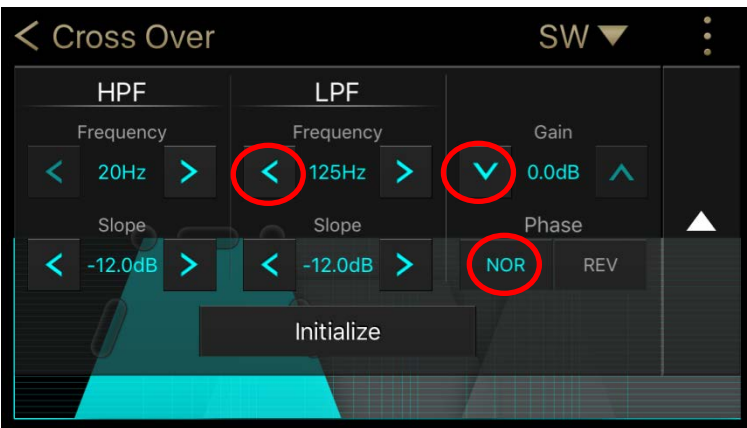 Cross Over SW
HPF LPF
Frequency Frequency Gain
20Hz 125Hz 0.0dB
Slope Slope Phase
-12.0dB -12.0dB NOR REV
Initialize